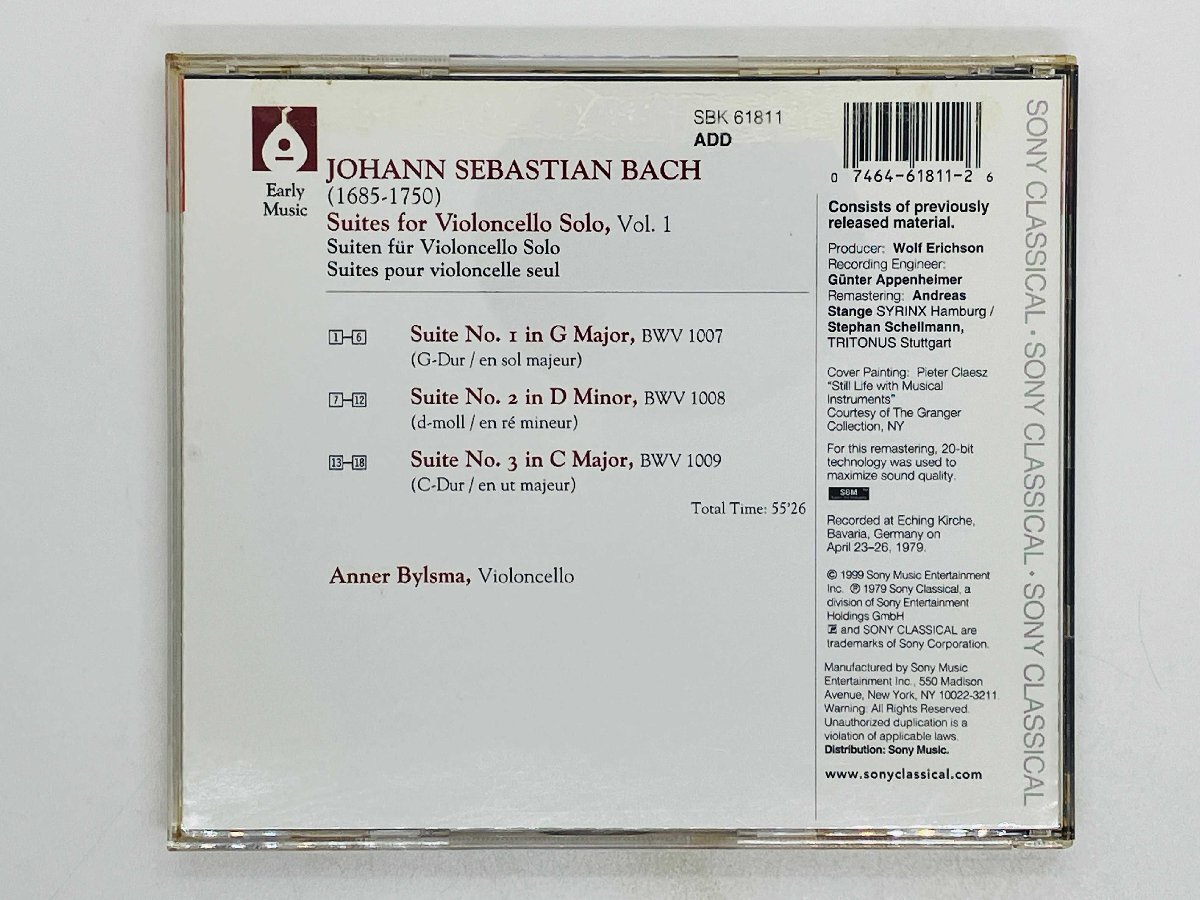 SBK 61811
ADD
Early
Music
JOHANN SEBASTIAN BACH
(1685-1750)
Suites for Violoncello Solo, Vol. 1
Suiten für Violoncello Solo
Suites pour violoncelle seul
1–6 Suite No. 1 in G Major, BWV 1007
(G-Dur / en sol majeur)
7–12 Suite No. 2 in D Minor, BWV 1008
(d-moll / en ré mineur)
13–18 Suite No. 3 in C Major, BWV 1009
(C-Dur / en ut majeur)
Total Time: 55'26
Anner Bylsma, Violoncello
0 7464-61811-2 6
Consists of previously
released material.
Producer: Wolf Erichson
Recording Engineer:
Günter Appenheimer
Remastering: Andreas
Stange SYRINX Hamburg /
Stephan Schellmann,
TRITONUS Stuttgart
Cover Painting: Pieter Claesz
"Still Life with Musical
Instruments"
Courtesy of The Granger
Collection, NY
For this remastering, 20-bit
technology was used to
maximize sound quality.
SBM
Recorded at Eching Kirche,
Bavaria, Germany on
April 23–26, 1979.
© 1999 Sony Music Entertainment
Inc. ℗ 1979 Sony Classical, a
division of Sony Entertainment
Holdings GmbH
and SONY CLASSICAL are
trademarks of Sony Corporation.
Manufactured by Sony Music
Entertainment Inc., 550 Madison
Avenue, New York, NY 10022-3211.
Warning: All Rights Reserved.
Unauthorized duplication is a
violation of applicable laws.
Distribution: Sony Music.
www.sonyclassical.com
SONY CLASSICAL · SONY CLASSICAL · SONY CLASSICAL